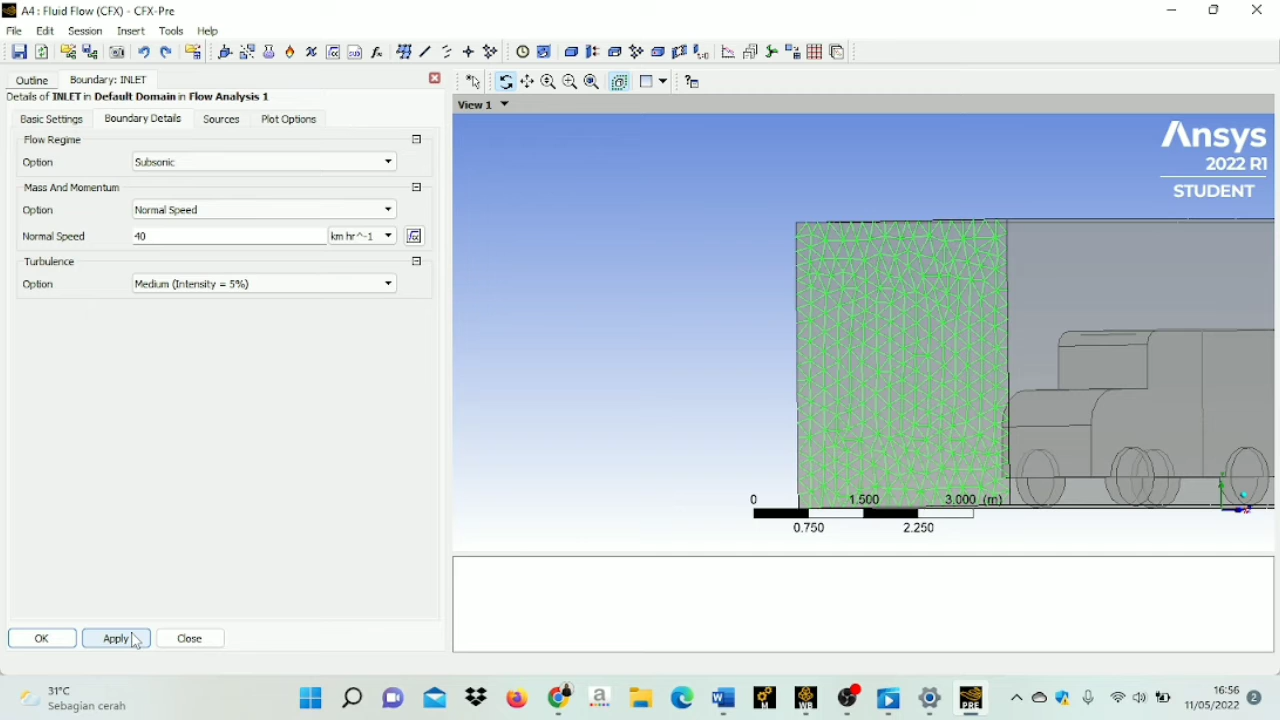 A4 : Fluid Flow (CFX) - CFX-Pre
File Edit Session Insert Tools Help
Outline Boundary: INLET
Details of INLET in Default Domain in Flow Analysis 1
Basic Settings Boundary Details Sources Plot Options
Flow Regime
Option Subsonic
Mass And Momentum
Option Normal Speed
Normal Speed 40 km hr^-1
Turbulence
Option Medium (Intensity = 5%)
OK Apply Close
View 1
Ansys
2022 R1
STUDENT
0 1.500 3.000 (m)
0.750 2.250
31°C
Sebagian cerah
16:56
11/05/2022
2